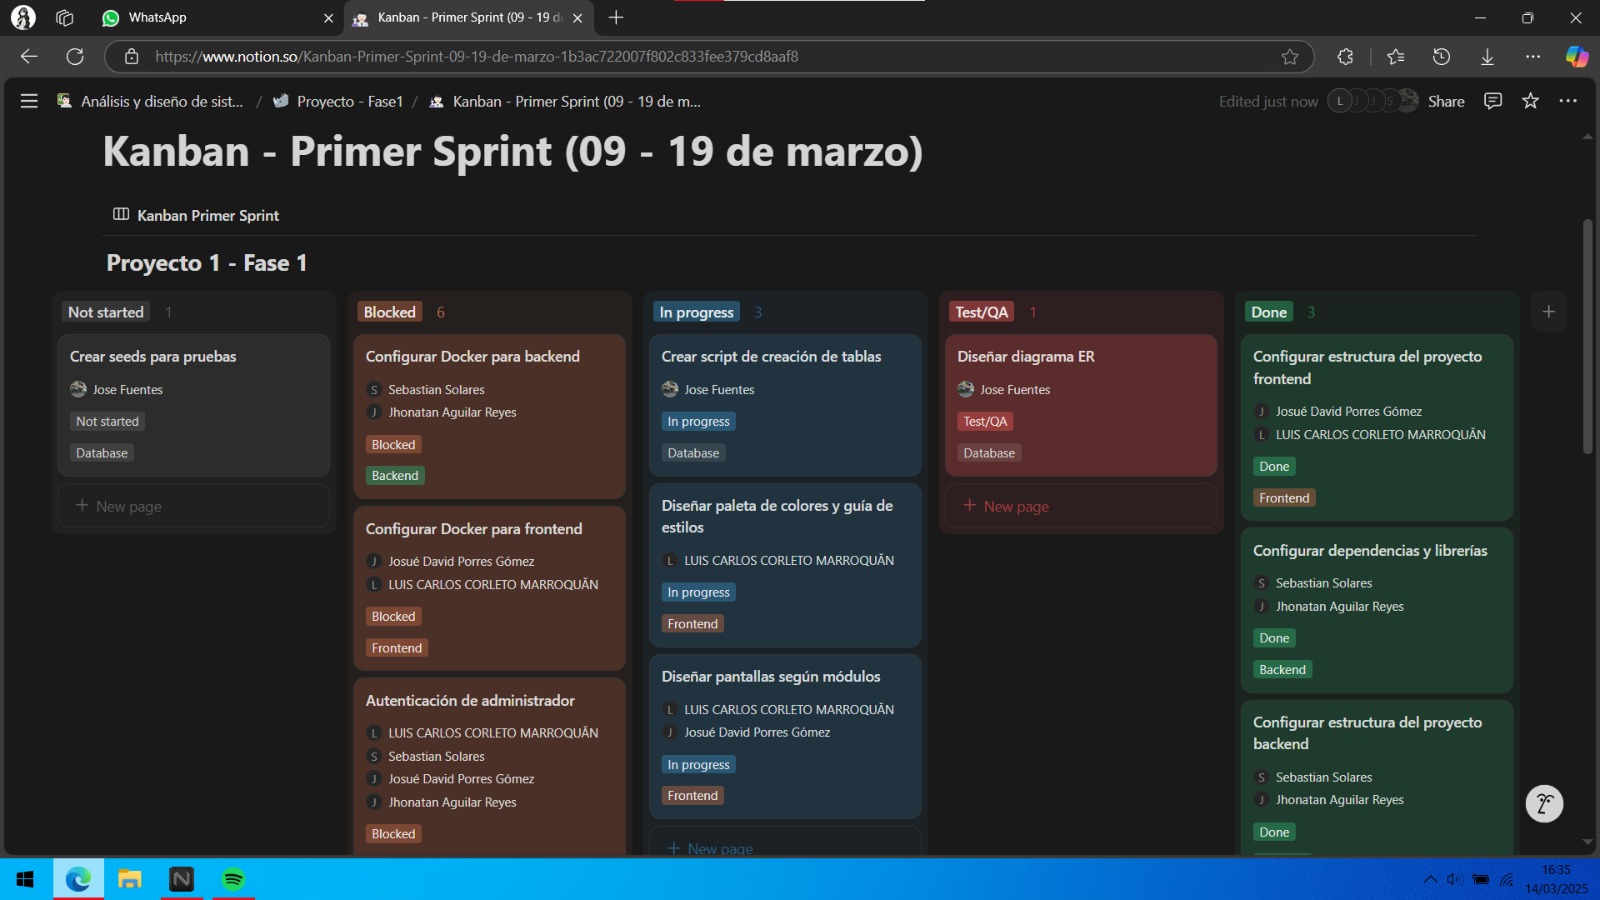 WhatsApp
Kanban - Primer Sprint (09 - 19 d
https://www.notion.so/Kanban-Primer-Sprint-09-19-de-marzo-1b3ac722007f802c833fee379cd8aaf8
Análisis y diseño de sist... / Proyecto - Fase1 / Kanban - Primer Sprint (09 - 19 de m...
Edited just now
L J J S
Share
Kanban - Primer Sprint (09 - 19 de marzo)
Kanban Primer Sprint
Proyecto 1 - Fase 1
Not started 1
Crear seeds para pruebas
Jose Fuentes
Not started
Database
+ New page
Blocked 6
Configurar Docker para backend
S Sebastian Solares
J Jhonatan Aguilar Reyes
Blocked
Backend
Configurar Docker para frontend
J Josué David Porres Gómez
L LUIS CARLOS CORLETO MARROQUÃN
Blocked
Frontend
Autenticación de administrador
L LUIS CARLOS CORLETO MARROQUÃN
S Sebastian Solares
J Josué David Porres Gómez
J Jhonatan Aguilar Reyes
Blocked
In progress 3
Crear script de creación de tablas
Jose Fuentes
In progress
Database
Diseñar paleta de colores y guía de
estilos
L LUIS CARLOS CORLETO MARROQUÃN
In progress
Frontend
Diseñar pantallas según módulos
L LUIS CARLOS CORLETO MARROQUÃN
J Josué David Porres Gómez
In progress
Frontend
+ New page
Test/QA 1
Diseñar diagrama ER
Jose Fuentes
Test/QA
Database
+ New page
Done 3
Configurar estructura del proyecto
frontend
J Josué David Porres Gómez
L LUIS CARLOS CORLETO MARROQUÃN
Done
Frontend
Configurar dependencias y librerías
S Sebastian Solares
J Jhonatan Aguilar Reyes
Done
Backend
Configurar estructura del proyecto
backend
S Sebastian Solares
J Jhonatan Aguilar Reyes
Done
16:35
14/03/2025